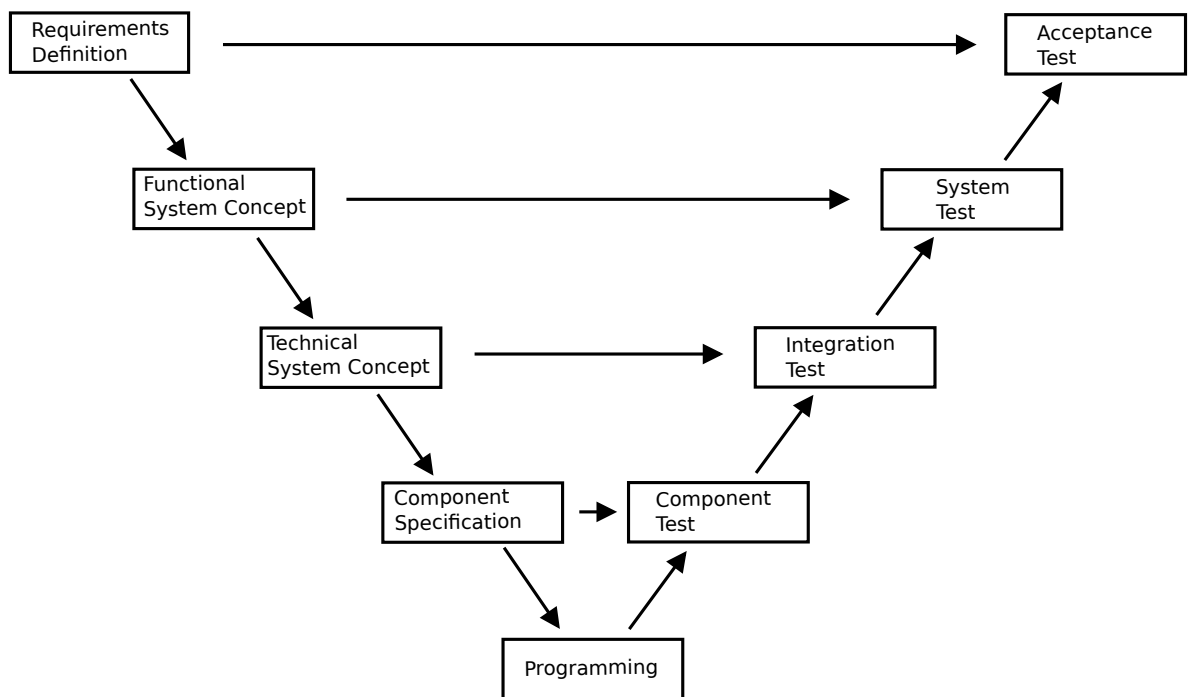 Requirements
Definition
Acceptance
Test
Functional
System Concept
System
Test
Technical
System Concept
Integration
Test
Component
Specification
Component
Test
Programming